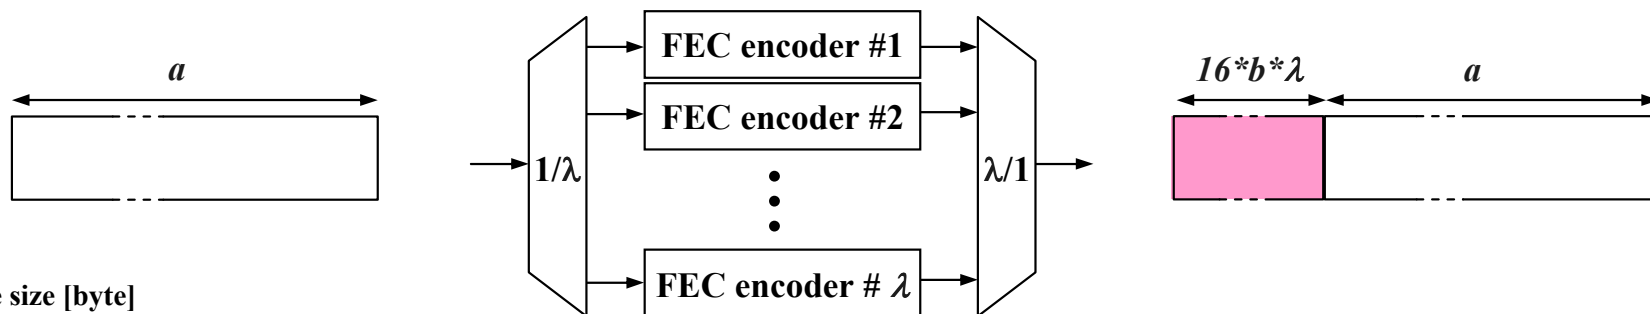 a
FEC encoder #1
16*b*λ
a
FEC encoder #2
1/λ
λ/1
FEC encoder # λ
size [byte]